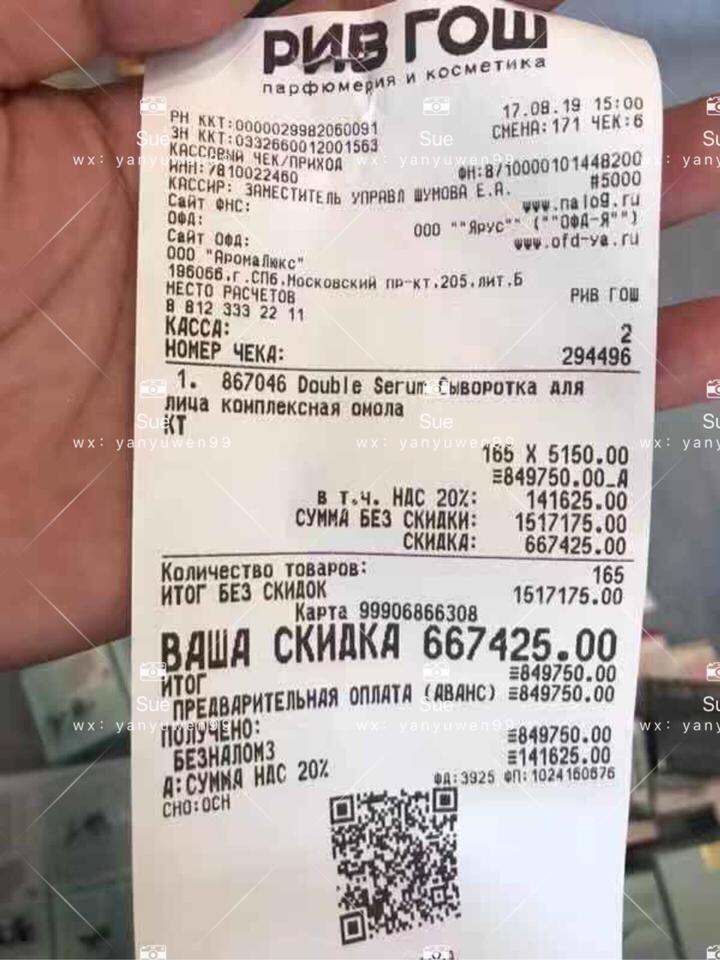 РИВ ГОШ
парфюмерия и косметика
17.08.19 15:00
РН ККТ:0000029982060091 СМЕНА:171 ЧЕК:6
ЗН ККТ:0332660012001563
КАССОВЫЙ ЧЕК/ПРИХОД ФН:8710000101448200
ИНН:7810022460 #5000
КАССИР: ЗАМЕСТИТЕЛЬ УПРАВЛ ШУМОВА Е.А.
Сайт ФНС: www.nalog.ru
ОФД: ООО ""Ярус"" (""ОФД-Я"")
Сайт ОФД: www.ofd-ya.ru
ООО "АромаЛюкс"
196066.г.СПб.Московский пр-кт.205.лит.Б
МЕСТО РАСЧЕТОВ РИВ ГОШ
8 812 333 22 11
КАССА: 2
НОМЕР ЧЕКА: 294496
1. 867046 Double Serum Сыворотка для
лица комплексная омола
КТ
165 X 5150.00
≡849750.00_А
В Т.Ч. НДС 20%: 141625.00
СУММА БЕЗ СКИДКИ: 1517175.00
СКИДКА: 667425.00
Количество товаров: 165
ИТОГ БЕЗ СКИДОК 1517175.00
Карта 99906866308
ВАША СКИДКА 667425.00
ИТОГ ≡849750.00
ПРЕДВАРИТЕЛЬНАЯ ОПЛАТА (АВАНС) ≡849750.00
ПОЛУЧЕНО:
БЕЗНАЛОМ3 ≡849750.00
А:СУММА НДС 20% ≡141625.00
СНО:ОСН ФД:3925 ФП:1024160676
Sue
wx: yanyuwen99